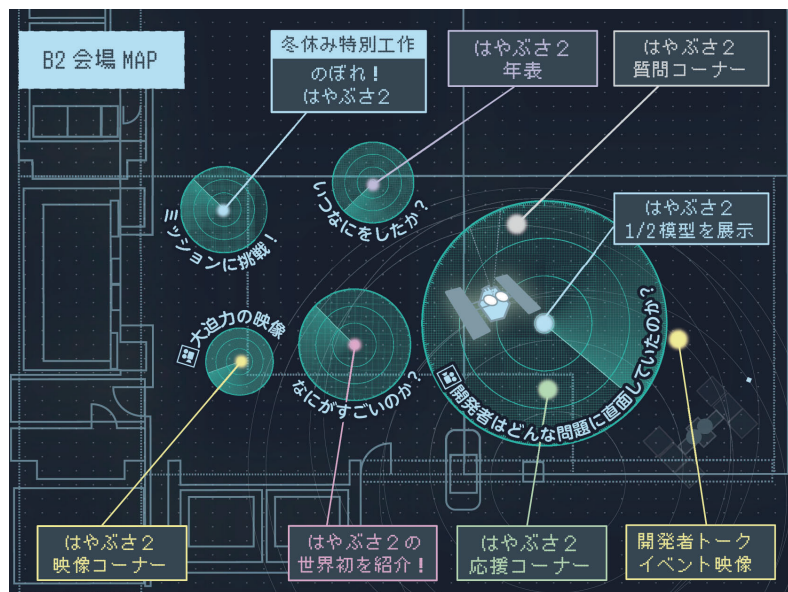 B2 会場 MAP
冬休み特別工作
のぼれ！
はやぶさ２
はやぶさ２
年表
はやぶさ２
質問コーナー
はやぶさ２
1/2模型を展示
ミッションに挑戦！
いつなにをしたか？
大迫力の映像
なにがすごいのか？
開発者はどんな問題に直面していたのか？
はやぶさ２
映像コーナー
はやぶさ２の
世界初を紹介！
はやぶさ２
応援コーナー
開発者トーク
イベント映像